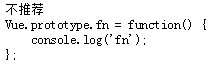 不推荐
Vue.prototype.fn = function() {
    console.log('fn');
};